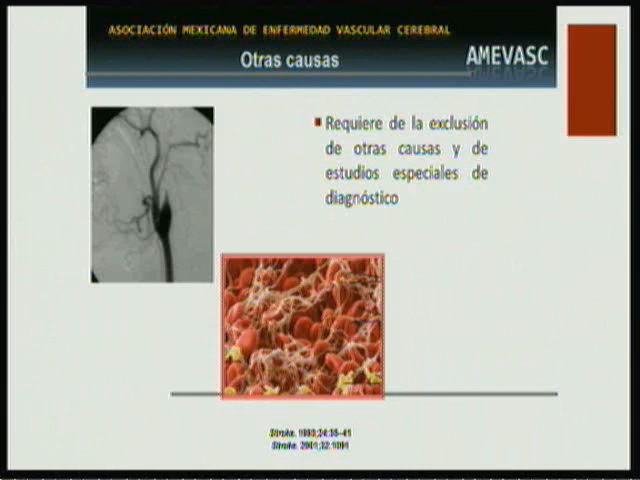 ASOCIACIÓN MEXICANA DE ENFERMEDAD VASCULAR CEREBRAL
Otras causas
AMEVASC
Requiere de la exclusión
de otras causas y de
estudios especiales de
diagnóstico
Stroke. 1993;24:35-41
Stroke. 2001;32:1091